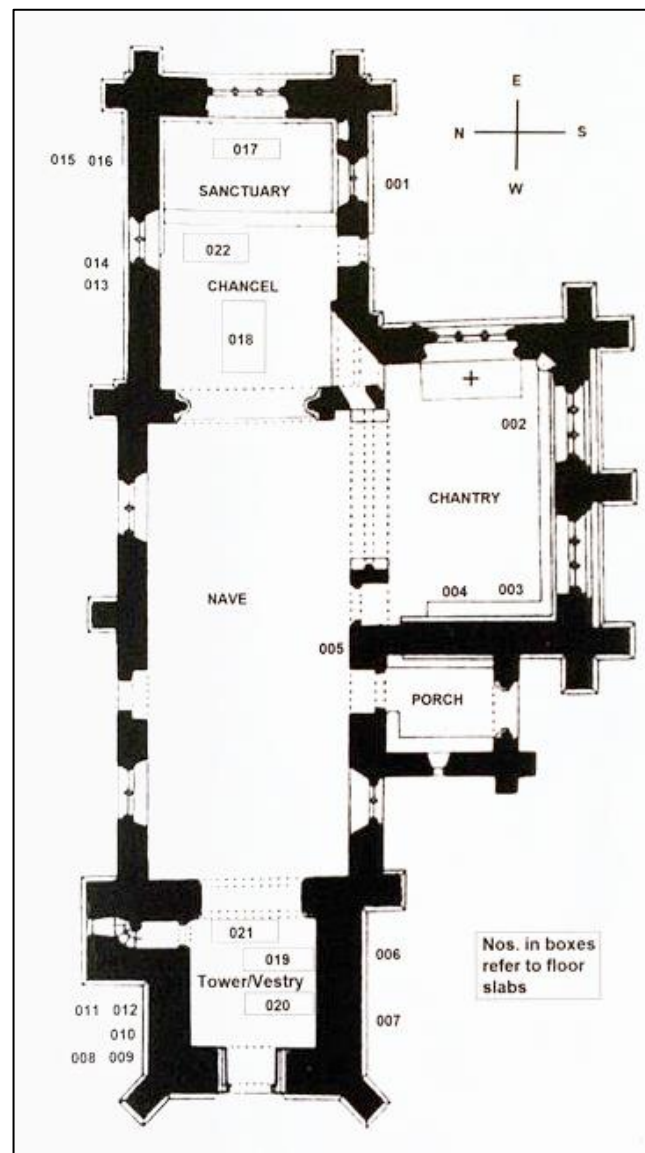 E
N S
W
015 016
017
001
SANCTUARY
022
014
CHANCEL
013
018
002
CHANTRY
004 003
NAVE
005
PORCH
021
006
019
Nos. in boxes
refer to floor
slabs
Tower/Vestry
020
011 012
007
010
008 009